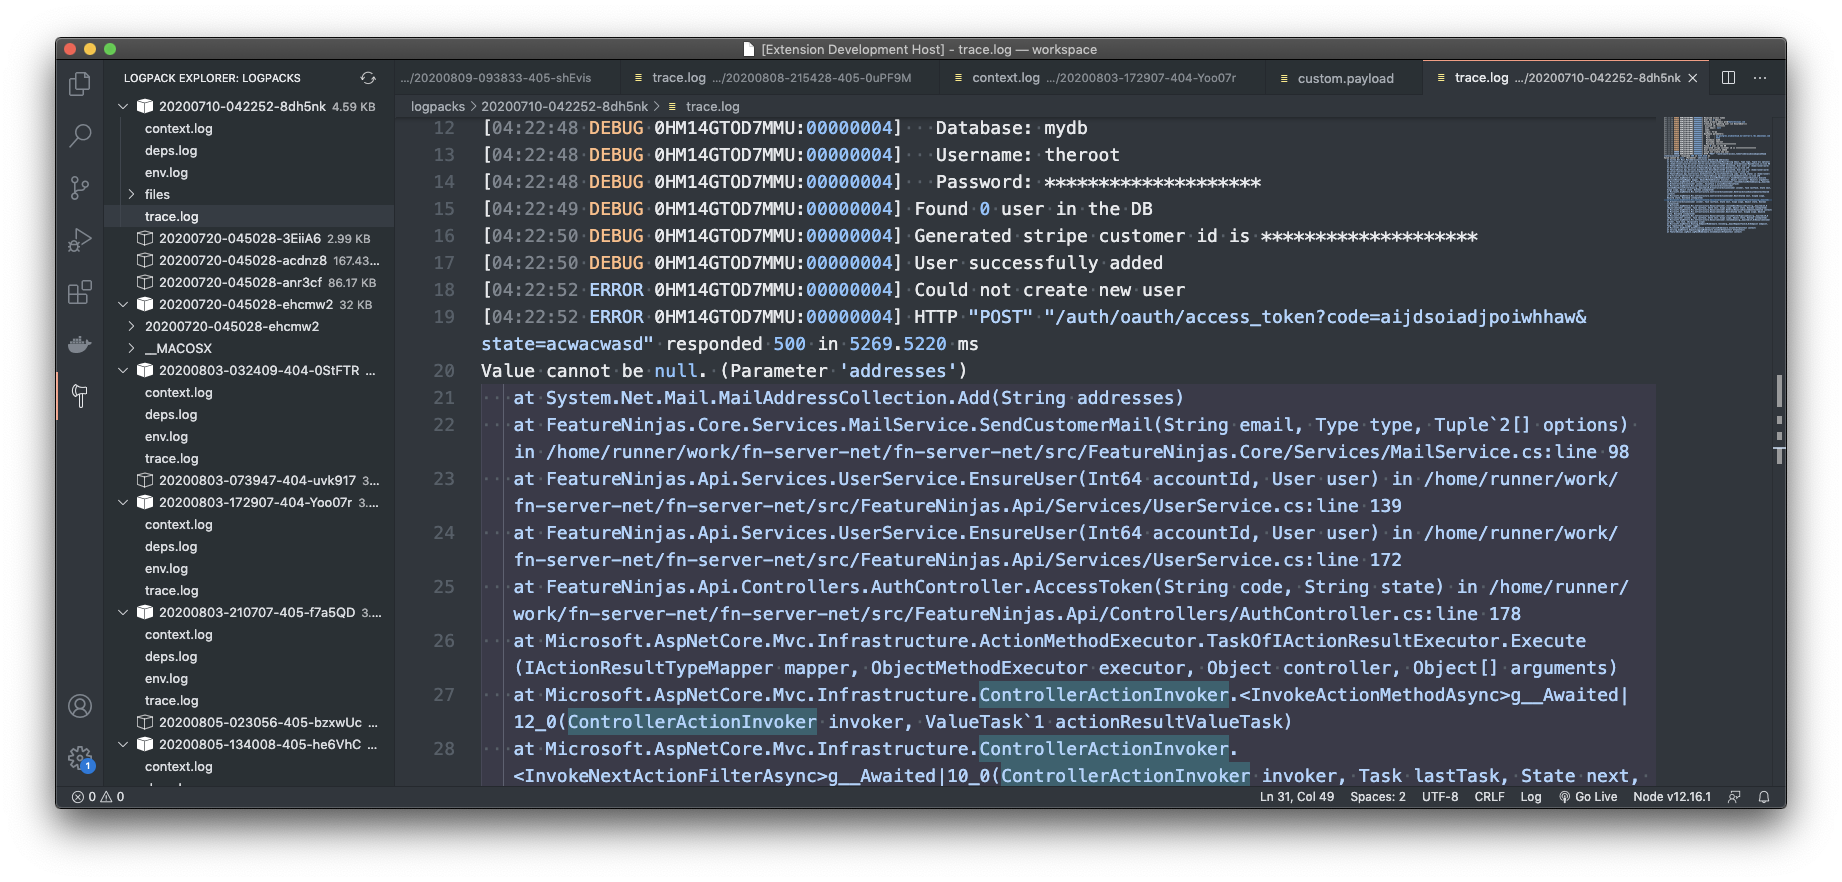 [Extension Development Host] - trace.log — workspace
LOGPACK EXPLORER: LOGPACKS
.../20200809-093833-405-shEvis
trace.log .../20200808-215428-405-0uPF9M
context.log .../20200803-172907-404-Yoo07r
custom.payload
trace.log .../20200710-042252-8dh5nk
logpacks > 20200710-042252-8dh5nk > trace.log
20200710-042252-8dh5nk 4.59 KB
context.log
deps.log
env.log
files
trace.log
20200720-045028-3EiiA6 2.99 KB
20200720-045028-acdnz8 167.43...
20200720-045028-anr3cf 86.17 KB
20200720-045028-ehcmw2 32 KB
20200720-045028-ehcmw2
__MACOSX
20200803-032409-404-0StFTR ...
context.log
deps.log
env.log
trace.log
20200803-073947-404-uvk917 3...
20200803-172907-404-Yoo07r 3....
context.log
deps.log
env.log
trace.log
20200803-210707-405-f7a5QD 3....
context.log
deps.log
env.log
trace.log
20200805-023056-405-bzxwUc ...
20200805-134008-405-he6VhC ...
context.log
12 [04:22:48 DEBUG 0HM14GTOD7MMU:00000004]   Database: mydb
13 [04:22:48 DEBUG 0HM14GTOD7MMU:00000004]   Username: theroot
14 [04:22:48 DEBUG 0HM14GTOD7MMU:00000004]   Password: ********************
15 [04:22:49 DEBUG 0HM14GTOD7MMU:00000004] Found 0 user in the DB
16 [04:22:50 DEBUG 0HM14GTOD7MMU:00000004] Generated stripe customer id is ********************
17 [04:22:50 DEBUG 0HM14GTOD7MMU:00000004] User successfully added
18 [04:22:52 ERROR 0HM14GTOD7MMU:00000004] Could not create new user
19 [04:22:52 ERROR 0HM14GTOD7MMU:00000004] HTTP "POST" "/auth/oauth/access_token?code=aijdsoiadjpoiwhhaw&
state=acwacwasd" responded 500 in 5269.5220 ms
20 Value cannot be null. (Parameter 'addresses')
21 at System.Net.Mail.MailAddressCollection.Add(String addresses)
22 at FeatureNinjas.Core.Services.MailService.SendCustomerMail(String email, Type type, Tuple`2[] options)
in /home/runner/work/fn-server-net/fn-server-net/src/FeatureNinjas.Core/Services/MailService.cs:line 98
23 at FeatureNinjas.Api.Services.UserService.EnsureUser(Int64 accountId, User user) in /home/runner/work/
fn-server-net/fn-server-net/src/FeatureNinjas.Api/Services/UserService.cs:line 139
24 at FeatureNinjas.Api.Services.UserService.EnsureUser(Int64 accountId, User user) in /home/runner/work/
fn-server-net/fn-server-net/src/FeatureNinjas.Api/Services/UserService.cs:line 172
25 at FeatureNinjas.Api.Controllers.AuthController.AccessToken(String code, String state) in /home/runner/
work/fn-server-net/fn-server-net/src/FeatureNinjas.Api/Controllers/AuthController.cs:line 178
26 at Microsoft.AspNetCore.Mvc.Infrastructure.ActionMethodExecutor.TaskOfIActionResultExecutor.Execute
(IActionResultTypeMapper mapper, ObjectMethodExecutor executor, Object controller, Object[] arguments)
27 at Microsoft.AspNetCore.Mvc.Infrastructure.ControllerActionInvoker.<InvokeActionMethodAsync>g__Awaited|
12_0(ControllerActionInvoker invoker, ValueTask`1 actionResultValueTask)
28 at Microsoft.AspNetCore.Mvc.Infrastructure.ControllerActionInvoker.
<InvokeNextActionFilterAsync>g__Awaited|10_0(ControllerActionInvoker invoker, Task lastTask, State next,
1
0 0
Ln 31, Col 49 Spaces: 2 UTF-8 CRLF Log Go Live Node v12.16.1